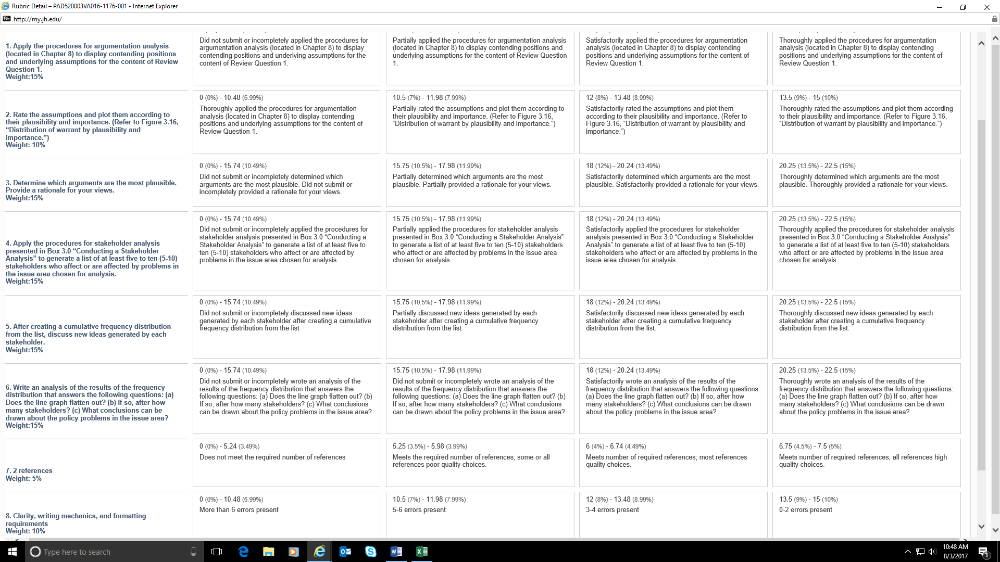 Rubric Detail – PAD520003VA016-1176-001 - Internet Explorer
http://my.jh.edu/
1. Apply the procedures for argumentation analysis
(located in Chapter 8) to display contending positions
and underlying assumptions for the content of Review
Question 1.
Weight:15%
Did not submit or incompletely applied the procedures for
argumentation analysis (located in Chapter 8) to display
contending positions and underlying assumptions for the
content of Review Question 1.
Partially applied the procedures for argumentation analysis
(located in Chapter 8) to display contending positions and
underlying assumptions for the content of Review Question
1.
Satisfactorily applied the procedures for argumentation
analysis (located in Chapter 8) to display contending
positions and underlying assumptions for the content of
Review Question 1.
Thoroughly applied the procedures for argumentation
analysis (located in Chapter 8) to display contending
positions and underlying assumptions for the content of
Review Question 1.
2. Rate the assumptions and plot them according to
their plausibility and importance. (Refer to Figure 3.16,
“Distribution of warrant by plausibility and
importance.”)
Weight: 10%
0 (0%) - 10.48 (6.99%)
Thoroughly applied the procedures for argumentation
analysis (located in Chapter 8) to display contending
positions and underlying assumptions for the content of
Review Question 1.
10.5 (7%) - 11.98 (7.99%)
Partially rated the assumptions and plot them according to
their plausibility and importance. (Refer to Figure 3.16,
“Distribution of warrant by plausibility and importance.”)
12 (8%) - 13.48 (8.99%)
Satisfactorily rated the assumptions and plot them
according to their plausibility and importance. (Refer to
Figure 3.16, “Distribution of warrant by plausibility and
importance.”)
13.5 (9%) - 15 (10%)
Thoroughly rated the assumptions and plot them according
to their plausibility and importance. (Refer to Figure 3.16,
“Distribution of warrant by plausibility and importance.”)
3. Determine which arguments are the most plausible.
Provide a rationale for your views.
Weight:15%
0 (0%) - 15.74 (10.49%)
Did not submit or incompletely determined which
arguments are the most plausible. Did not submit or
incompletely provided a rationale for your views.
15.75 (10.5%) - 17.98 (11.99%)
Partially determined which arguments are the most
plausible. Partially provided a rationale for your views.
18 (12%) - 20.24 (13.49%)
Satisfactorily determined which arguments are the most
plausible. Satisfactorily provided a rationale for your views.
20.25 (13.5%) - 22.5 (15%)
Thoroughly determined which arguments are the most
plausible. Thoroughly provided a rationale for your views.
4. Apply the procedures for stakeholder analysis
presented in Box 3.0 “Conducting a Stakeholder
Analysis” to generate a list of at least five to ten (5-10)
stakeholders who affect or are affected by problems in
the issue area chosen for analysis.
Weight:15%
0 (0%) - 15.74 (10.49%)
Did not submit or incompletely applied the procedures for
stakeholder analysis presented in Box 3.0 “Conducting a
Stakeholder Analysis” to generate a list of at least five to
ten (5-10) stakeholders who affect or are affected by
problems in the issue area chosen for analysis.
15.75 (10.5%) - 17.98 (11.99%)
Partially applied the procedures for stakeholder analysis
presented in Box 3.0 “Conducting a Stakeholder Analysis”
to generate a list of at least five to ten (5-10) stakeholders
who affect or are affected by problems in the issue area
chosen for analysis.
18 (12%) - 20.24 (13.49%)
Satisfactorily applied the procedures for stakeholder
analysis presented in Box 3.0 “Conducting a Stakeholder
Analysis” to generate a list of at least five to ten (5-10)
stakeholders who affect or are affected by problems in the
issue area chosen for analysis.
20.25 (13.5%) - 22.5 (15%)
Thoroughly applied the procedures for stakeholder analysis
presented in Box 3.0 “Conducting a Stakeholder Analysis”
to generate a list of at least five to ten (5-10) stakeholders
who affect or are affected by problems in the issue area
chosen for analysis.
5. After creating a cumulative frequency distribution
from the list, discuss new ideas generated by each
stakeholder.
Weight:15%
0 (0%) - 15.74 (10.49%)
Did not submit or incompletely discussed new ideas
generated by each stakeholder after creating a cumulative
frequency distribution from the list.
15.75 (10.5%) - 17.98 (11.99%)
Partially discussed new ideas generated by each
stakeholder after creating a cumulative frequency
distribution from the list.
18 (12%) - 20.24 (13.49%)
Satisfactorily discussed new ideas generated by each
stakeholder after creating a cumulative frequency
distribution from the list.
20.25 (13.5%) - 22.5 (15%)
Thoroughly discussed new ideas generated by each
stakeholder after creating a cumulative frequency
distribution from the list.
6. Write an analysis of the results of the frequency
distribution that answers the following questions: (a)
Does the line graph flatten out? (b) If so, after how
many stakeholders? (c) What conclusions can be
drawn about the policy problems in the issue area?
Weight:15%
0 (0%) - 15.74 (10.49%)
Did not submit or incompletely wrote an analysis of the
results of the frequency distribution that answers the
following questions: (a) Does the line graph flatten out? (b)
If so, after how many stakeholders? (c) What conclusions
can be drawn about the policy problems in the issue area?
15.75 (10.5%) - 17.98 (11.99%)
Did not submit or incompletely wrote an analysis of the
results of the frequency distribution that answers the
following questions: (a) Does the line graph flatten out? (b)
If so, after how many stakeholders? (c) What conclusions
can be drawn about the policy problems in the issue area?
18 (12%) - 20.24 (13.49%)
Satisfactorily wrote an analysis of the results of the
frequency distribution that answers the following questions:
(a) Does the line graph flatten out? (b) If so, after how
many stakeholders? (c) What conclusions can be drawn
about the policy problems in the issue area?
20.25 (13.5%) - 22.5 (15%)
Thoroughly wrote an analysis of the results of the
frequency distribution that answers the following questions:
(a) Does the line graph flatten out? (b) If so, after how
many stakeholders? (c) What conclusions can be drawn
about the policy problems in the issue area?
7. 2 references
Weight: 5%
0 (0%) - 5.24 (3.49%)
Does not meet the required number of references
5.25 (3.5%) - 5.98 (3.99%)
Meets the required number of references; some or all
references poor quality choices.
6 (4%) - 6.74 (4.49%)
Meets number of required references; most references
quality choices.
6.75 (4.5%) - 7.5 (5%)
Meets number of required references; all references high
quality choices.
8. Clarity, writing mechanics, and formatting
requirements
Weight: 10%
0 (0%) - 10.48 (6.99%)
More than 6 errors present
10.5 (7%) - 11.98 (7.99%)
5-6 errors present
12 (8%) - 13.48 (8.99%)
3-4 errors present
13.5 (9%) - 15 (10%)
0-2 errors present
Type here to search
10:48 AM
8/3/2017
1